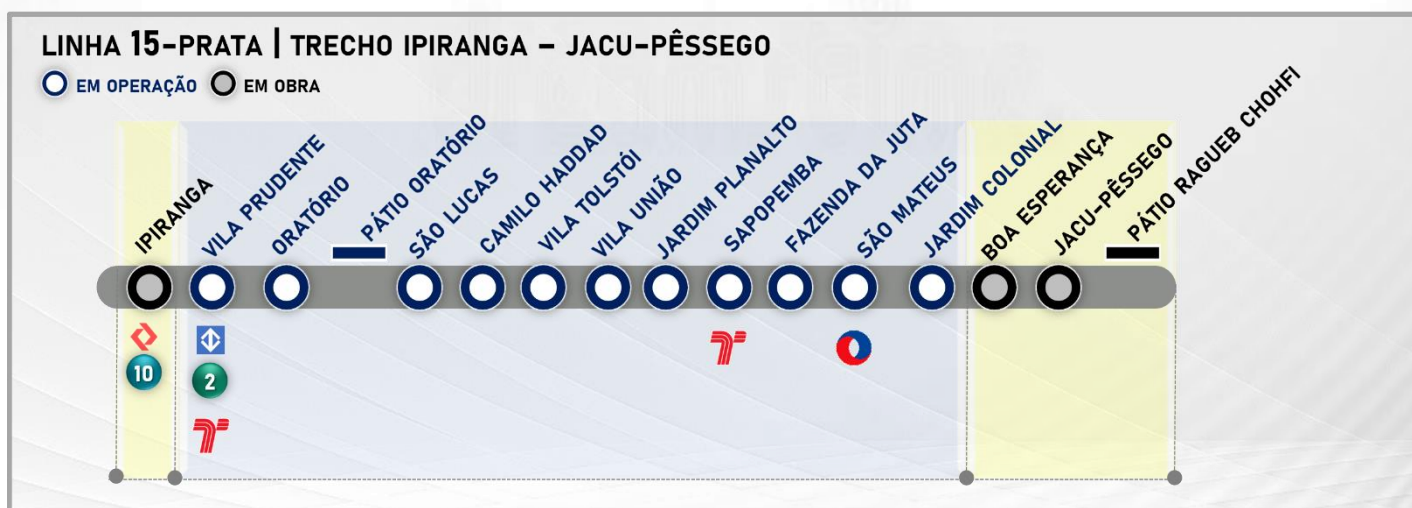 LINHA 15-PRATA | TRECHO IPIRANGA – JACU-PÊSSEGO
EM OPERAÇÃO EM OBRA
IPIRANGA
VILA PRUDENTE
ORATÓRIO
PÁTIO ORATÓRIO
SÃO LUCAS
CAMILO HADDAD
VILA TOLSTÓI
VILA UNIÃO
JARDIM PLANALTO
SAPOPEMBA
FAZENDA DA JUTA
SÃO MATEUS
JARDIM COLONIAL
BOA ESPERANÇA
JACU-PÊSSEGO
PÁTIO RAGUEB CHOHFI
10
2